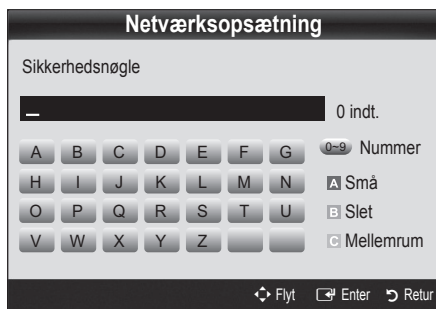 Netværksopsætning
Sikkerhedsnøgle
0 indt.
A B C D E F G 0~9 Nummer
H I J K L M N A Små
O P Q R S T U B Slet
V W X Y Z C Mellemrum
Flyt Enter Retur